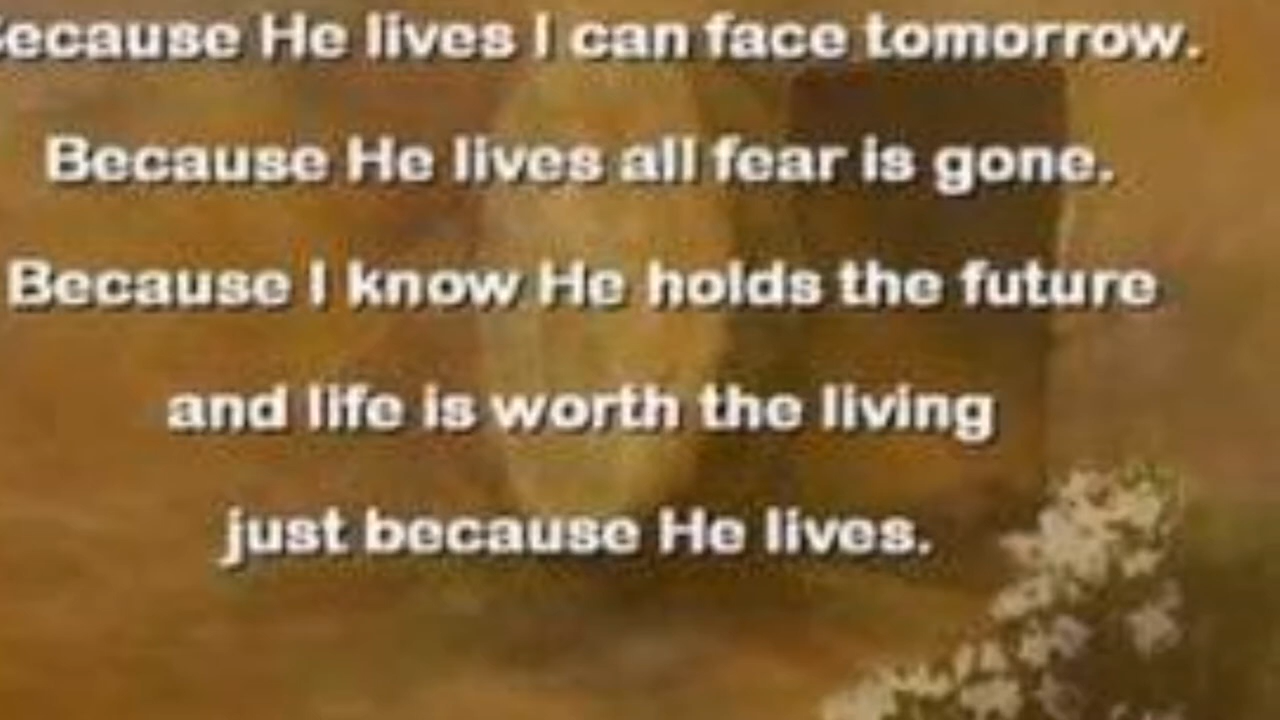 Because He lives I can face tomorrow.
Because He lives all fear is gone.
Because I know He holds the future
and life is worth the living
just because He lives.